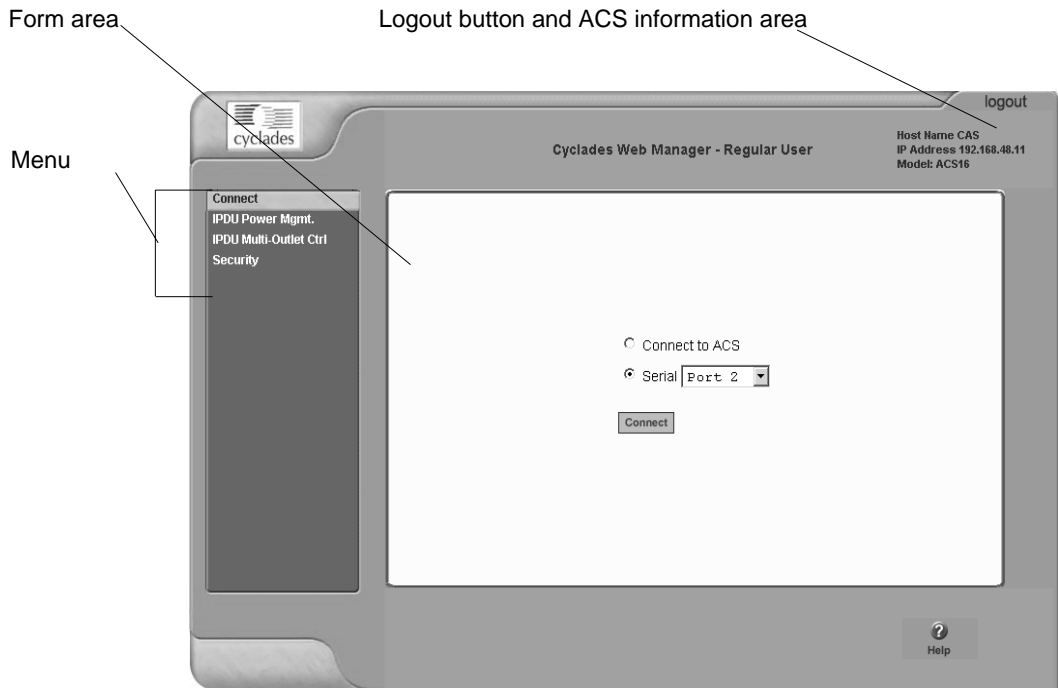 Form area
Logout button and ACS information area
logout
cyclades
Cyclades Web Manager - Regular User
Host Name CAS
IP Address 192.168.48.11
Model: ACS16
Menu
Connect
IPDU Power Mgmt.
IPDU Multi-Outlet Ctrl
Security
Connect to ACS
Serial Port 2
Connect
?
Help